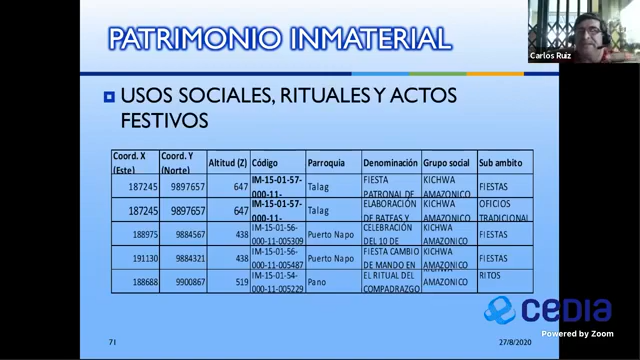 PATRIMONIO INMATERIAL
Carlos Ruiz
USOS SOCIALES, RITUALES Y ACTOS
FESTIVOS
Coord. X (Este) Coord. Y (Norte) Altitud (Z) Código Parroquia Denominación Grupo social Sub ambito
187245 9897657 647 IM-15-01-57-000-11- Talag FIESTA PATRONAL DE KICHWA AMAZONICO FIESTAS
187245 9897657 647 IM-15-01-57-000-11- Talag ELABORACIÓN DE BATEAS Y KICHWA AMAZONICO OFICIOS TRADICIONAL
188975 9884567 438 IM-15-01-56-000-11-005309 Puerto Napo CELEBRACIÓN DEL 10 DE KICHWA AMAZONICO FIESTAS
191130 9884321 438 IM-15-01-56-000-11-005487 Puerto Napo FIESTA CAMBIO DE MANDO EN KICHWA AMAZONICO FIESTAS
188688 9900867 519 IM-15-01-54-000-11-005229 Pano EL RITUAL DEL COMPADRAZGO AMAZONICO RITOS
cedia
Powered by Zoom
71
27/8/2020